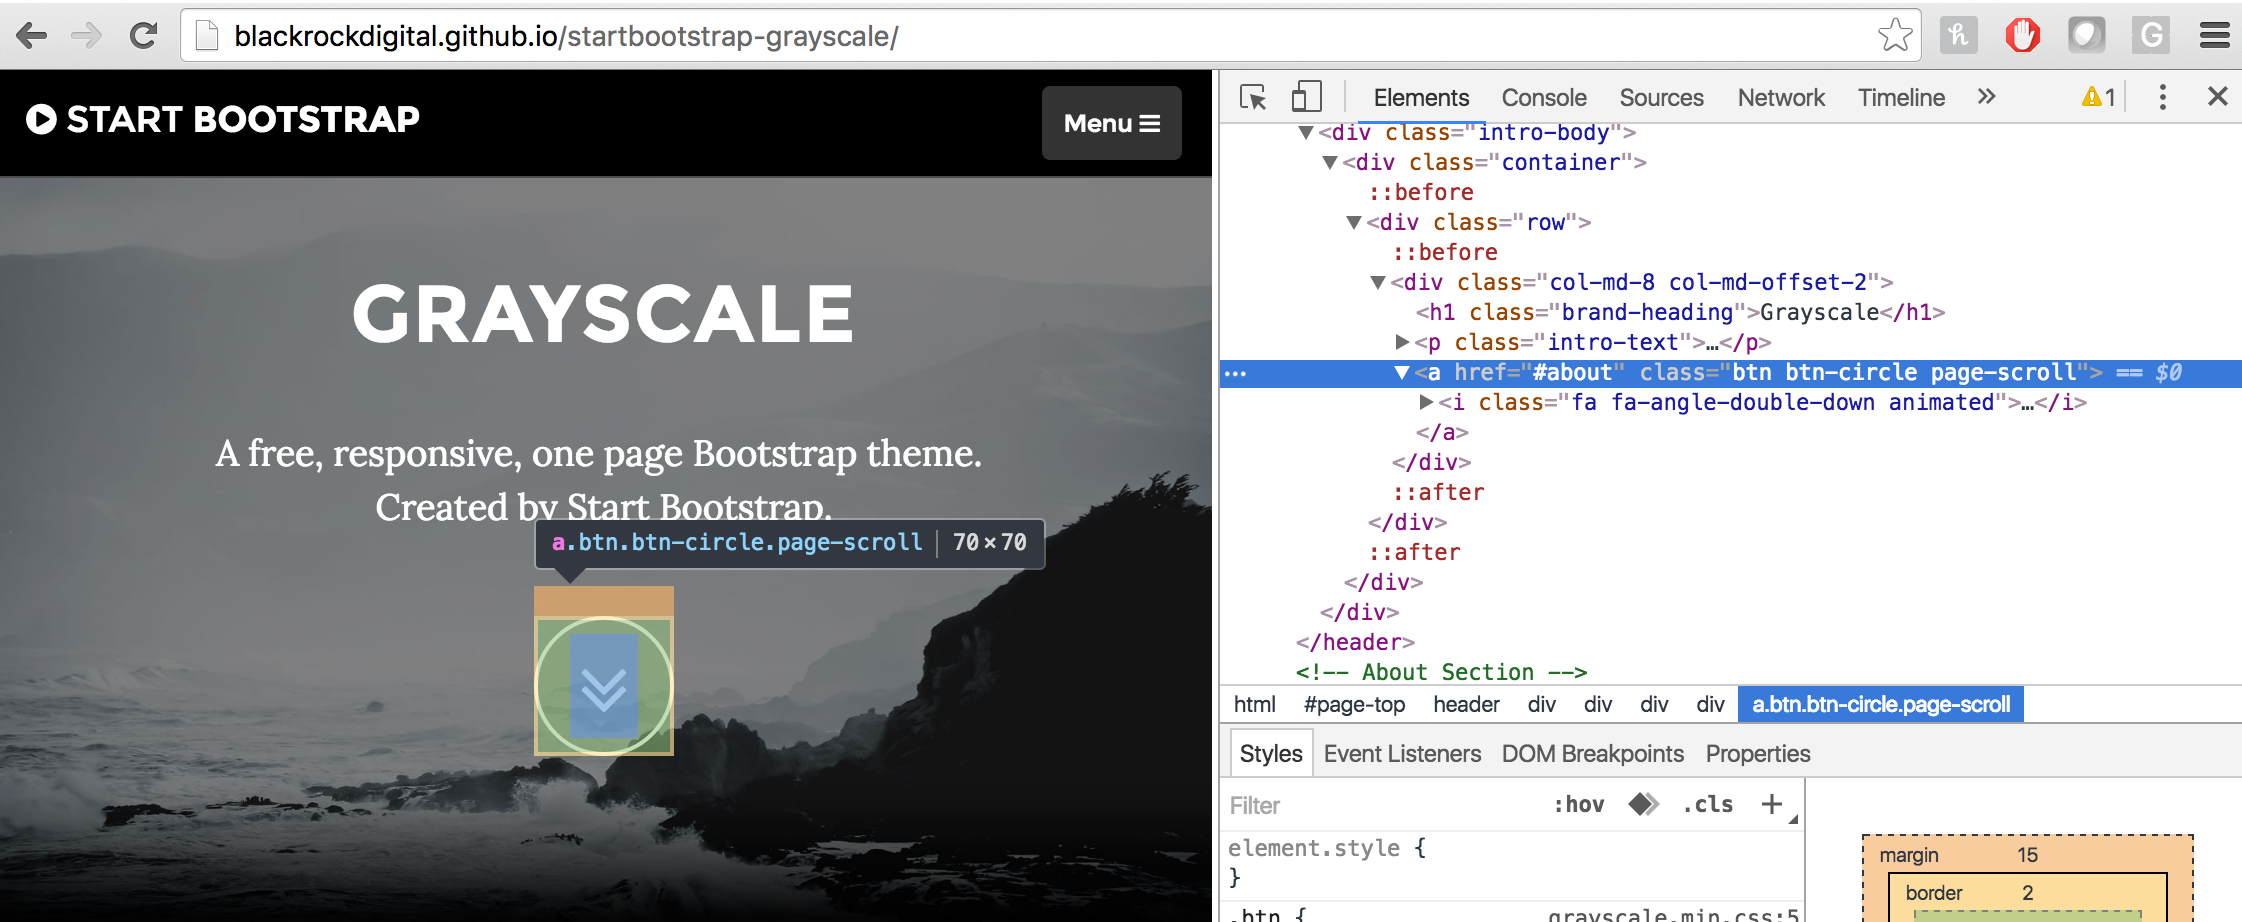 blackrockdigital.github.io/startbootstrap-grayscale/
START BOOTSTRAP
Menu
GRAYSCALE
A free, responsive, one page Bootstrap theme.
Created by Start Bootstrap.
a.btn.btn-circle.page-scroll 70×70
Elements Console Sources Network Timeline » 1
<div class="intro-body">
<div class="container">
::before
<div class="row">
::before
<div class="col-md-8 col-md-offset-2">
<h1 class="brand-heading">Grayscale</h1>
<p class="intro-text">…</p>
… <a href="#about" class="btn btn-circle page-scroll"> == $0
<i class="fa fa-angle-double-down animated">…</i>
</a>
</div>
::after
</div>
::after
</div>
</div>
</header>
<!-- About Section -->
html #page-top header div div div div a.btn.btn-circle.page-scroll
Styles Event Listeners DOM Breakpoints Properties
Filter :hov .cls +
element.style {
}
.btn { grayscale.min.css:5
margin 15
border 2